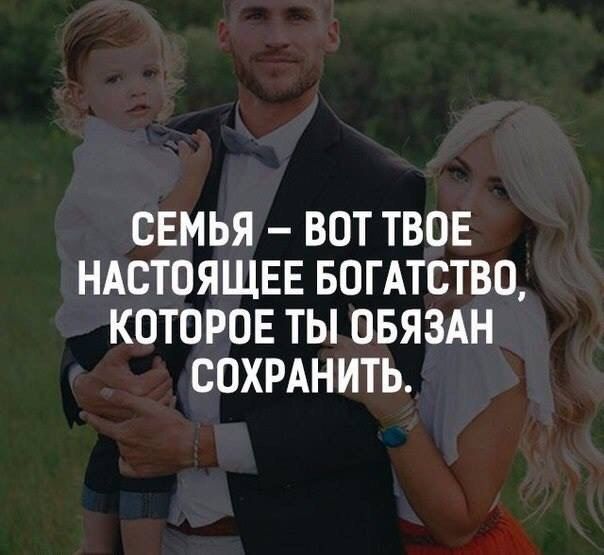 СЕМЬЯ – ВОТ ТВОЕ
НАСТОЯЩЕЕ БОГАТСТВО,
КОТОРОЕ ТЫ ОБЯЗАН
СОХРАНИТЬ.